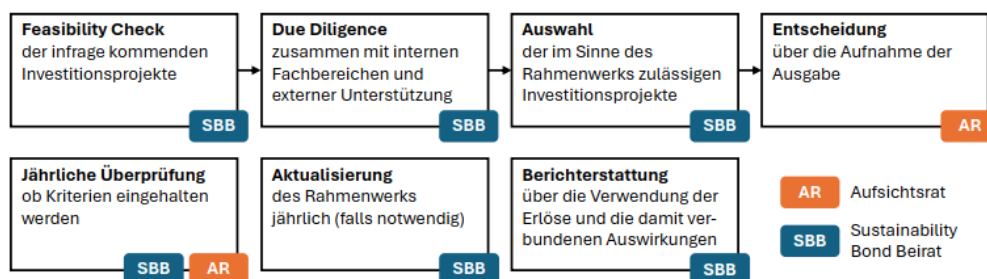 Feasibility Check
der infrage kommenden
Investitionsprojekte
SBB
Due Diligence
zusammen mit internen
Fachbereichen und
externer Unterstützung
SBB
Auswahl
der im Sinne des
Rahmenwerks zulässigen
Investitionsprojekte
SBB
Entscheidung
über die Aufnahme der
Ausgabe
AR
Jährliche Überprüfung
ob Kriterien eingehalten
werden
SBB AR
Aktualisierung
des Rahmenwerks
jährlich (falls notwendig)
SBB
Berichterstattung
über die Verwendung der
Erlöse und die damit ver-
bundenen Auswirkungen
SBB
AR Aufsichtsrat
SBB Sustainability
Bond Beirat